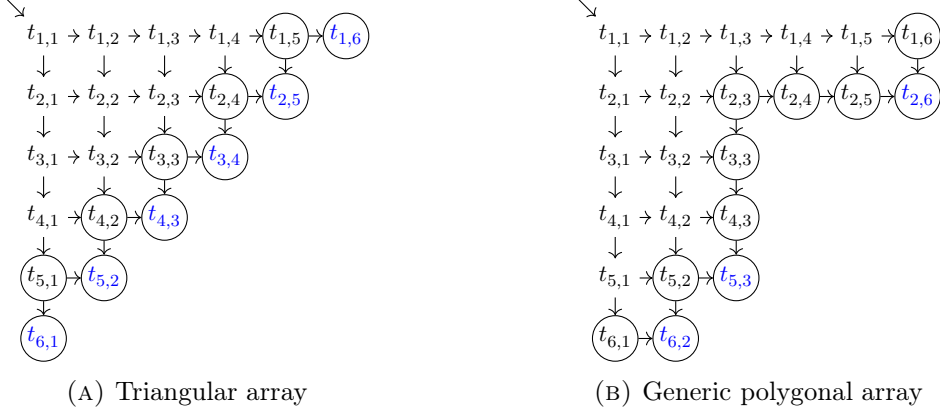 t1,1 t1,2 t1,3 t1,4 t1,5 t1,6
t2,1 t2,2 t2,3 t2,4 t2,5
t3,1 t3,2 t3,3 t3,4
t4,1 t4,2 t4,3
t5,1 t5,2
t6,1
(A) Triangular array
t1,1 t1,2 t1,3 t1,4 t1,5 t1,6
t2,1 t2,2 t2,3 t2,4 t2,5 t2,6
t3,1 t3,2 t3,3
t4,1 t4,2 t4,3
t5,1 t5,2 t5,3
t6,1 t6,2
(B) Generic polygonal array